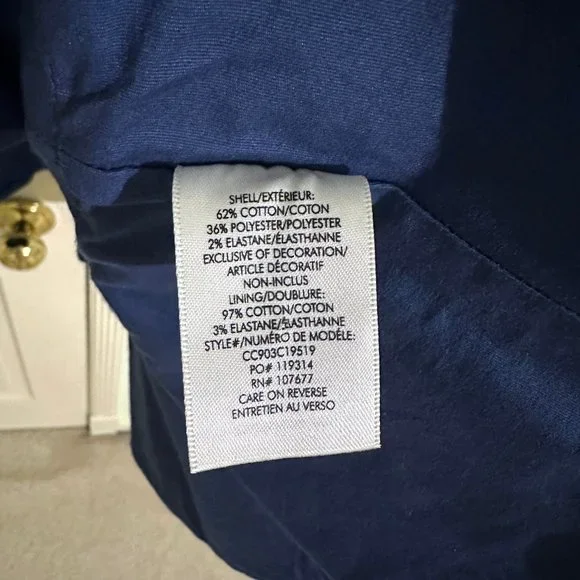 SHELL/EXTÉRIEUR:
62% COTTON/COTON
36% POLYESTER/POLYESTER
2% ELASTANE/ÉLASTHANNE
EXCLUSIVE OF DECORATION/
ARTICLE DÉCORATIF
NON-INCLUS
LINING/DOUBLURE:
97% COTTON/COTON
3% ELASTANE/ÉLASTHANNE
STYLE#/NUMÉRO DE MODÈLE:
CC903C19519
PO# 119314
RN# 107677
CARE ON REVERSE
ENTRETIEN AU VERSO